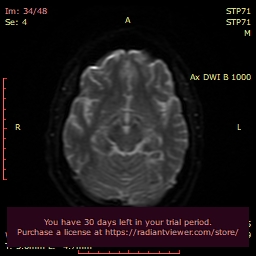 Im: 34/48
Se: 4
A
STP71
STP71
M
Ax DWI B 1000
R
L
You have 30 days left in your trial period.
Purchase a license at https://radiantviewer.com/store/